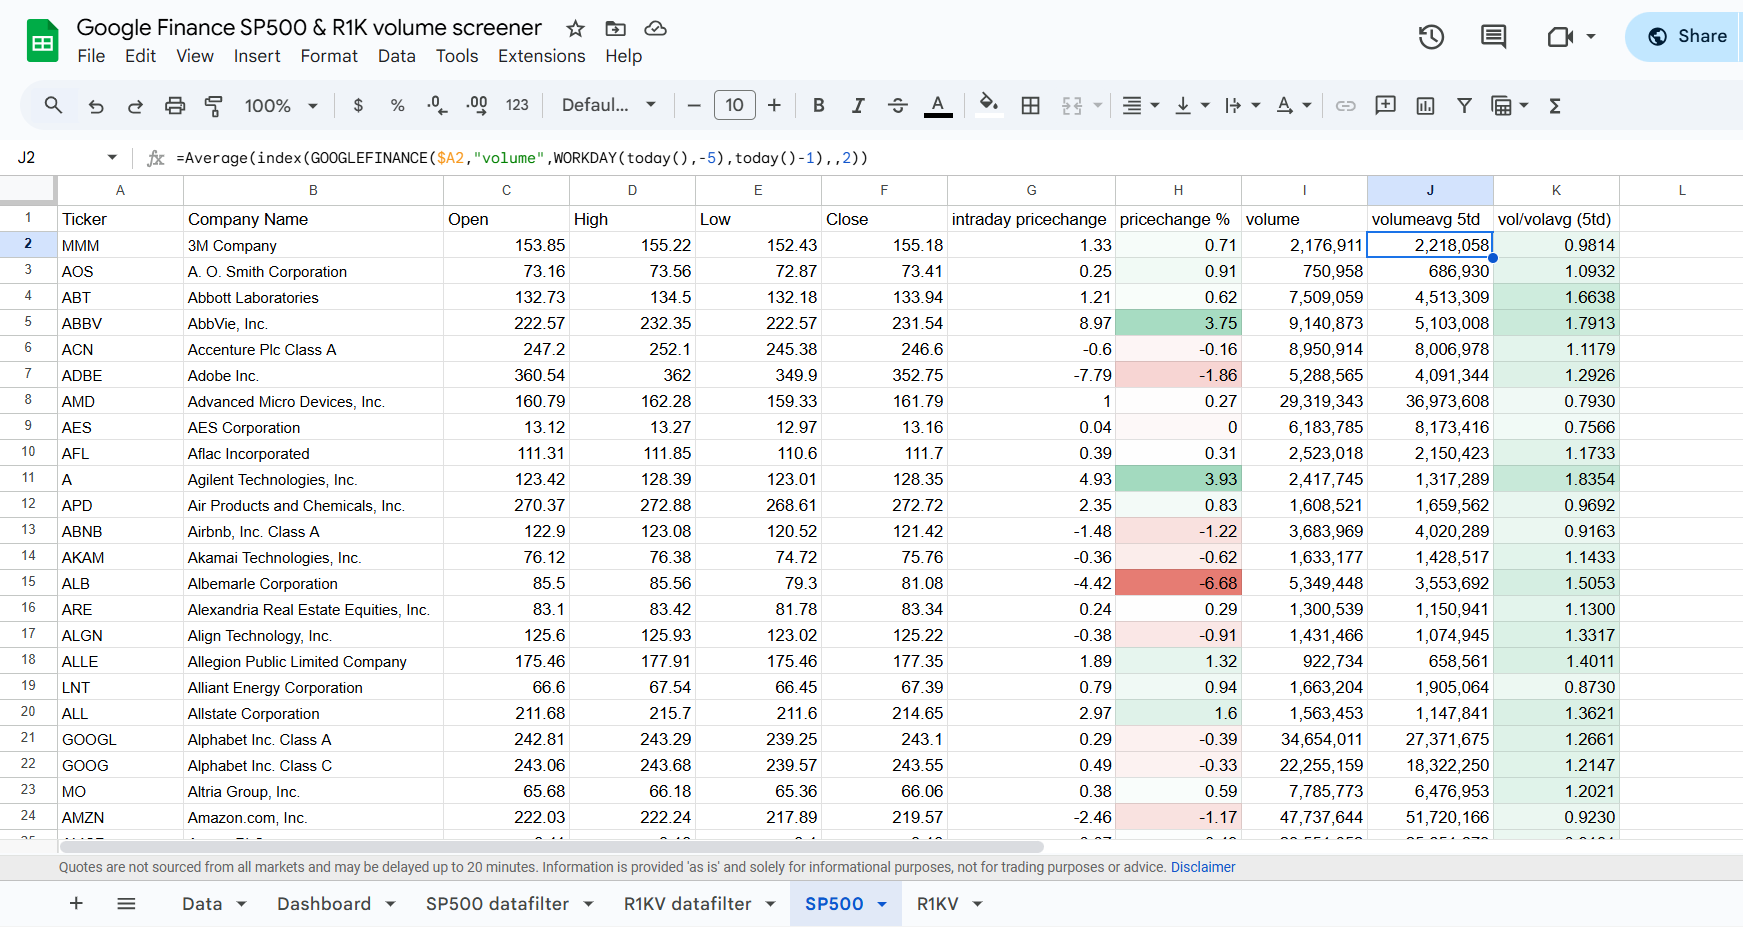 Google Finance SP500 & R1K volume screener
File Edit View Insert Format Data Tools Extensions Help
Share
100% $ % .0 .00 123 Defaul... − 10 + B I S A Σ
J2 fx =Average(index(GOOGLEFINANCE($A2,"volume",WORKDAY(today(),-5),today()-1),,2))
A B C D E F G H I J K L
1 Ticker Company Name Open High Low Close intraday pricechange pricechange % volume volumeavg 5td vol/volavg (5td)
2 MMM 3M Company 153.85 155.22 152.43 155.18 1.33 0.71 2,176,911 2,218,058 0.9814
3 AOS A. O. Smith Corporation 73.16 73.56 72.87 73.41 0.25 0.91 750,958 686,930 1.0932
4 ABT Abbott Laboratories 132.73 134.5 132.18 133.94 1.21 0.62 7,509,059 4,513,309 1.6638
5 ABBV AbbVie, Inc. 222.57 232.35 222.57 231.54 8.97 3.75 9,140,873 5,103,008 1.7913
6 ACN Accenture Plc Class A 247.2 252.1 245.38 246.6 -0.6 -0.16 8,950,914 8,006,978 1.1179
7 ADBE Adobe Inc. 360.54 362 349.9 352.75 -7.79 -1.86 5,288,565 4,091,344 1.2926
8 AMD Advanced Micro Devices, Inc. 160.79 162.28 159.33 161.79 1 0.27 29,319,343 36,973,608 0.7930
9 AES AES Corporation 13.12 13.27 12.97 13.16 0.04 0 6,183,785 8,173,416 0.7566
10 AFL Aflac Incorporated 111.31 111.85 110.6 111.7 0.39 0.31 2,523,018 2,150,423 1.1733
11 A Agilent Technologies, Inc. 123.42 128.39 123.01 128.35 4.93 3.93 2,417,745 1,317,289 1.8354
12 APD Air Products and Chemicals, Inc. 270.37 272.88 268.61 272.72 2.35 0.83 1,608,521 1,659,562 0.9692
13 ABNB Airbnb, Inc. Class A 122.9 123.08 120.52 121.42 -1.48 -1.22 3,683,969 4,020,289 0.9163
14 AKAM Akamai Technologies, Inc. 76.12 76.38 74.72 75.76 -0.36 -0.62 1,633,177 1,428,517 1.1433
15 ALB Albemarle Corporation 85.5 85.56 79.3 81.08 -4.42 -6.68 5,349,448 3,553,692 1.5053
16 ARE Alexandria Real Estate Equities, Inc. 83.1 83.42 81.78 83.34 0.24 0.29 1,300,539 1,150,941 1.1300
17 ALGN Align Technology, Inc. 125.6 125.93 123.02 125.22 -0.38 -0.91 1,431,466 1,074,945 1.3317
18 ALLE Allegion Public Limited Company 175.46 177.91 175.46 177.35 1.89 1.32 922,734 658,561 1.4011
19 LNT Alliant Energy Corporation 66.6 67.54 66.45 67.39 0.79 0.94 1,663,204 1,905,064 0.8730
20 ALL Allstate Corporation 211.68 215.7 211.6 214.65 2.97 1.6 1,563,453 1,147,841 1.3621
21 GOOGL Alphabet Inc. Class A 242.81 243.29 239.25 243.1 0.29 -0.39 34,654,011 27,371,675 1.2661
22 GOOG Alphabet Inc. Class C 243.06 243.68 239.57 243.55 0.49 -0.33 22,255,159 18,322,250 1.2147
23 MO Altria Group, Inc. 65.68 66.18 65.36 66.06 0.38 0.59 7,785,773 6,476,953 1.2021
24 AMZN Amazon.com, Inc. 222.03 222.24 217.89 219.57 -2.46 -1.17 47,737,644 51,720,166 0.9230
Quotes are not sourced from all markets and may be delayed up to 20 minutes. Information is provided 'as is' and solely for informational purposes, not for trading purposes or advice. Disclaimer
+ Data Dashboard SP500 datafilter R1KV datafilter SP500 R1KV